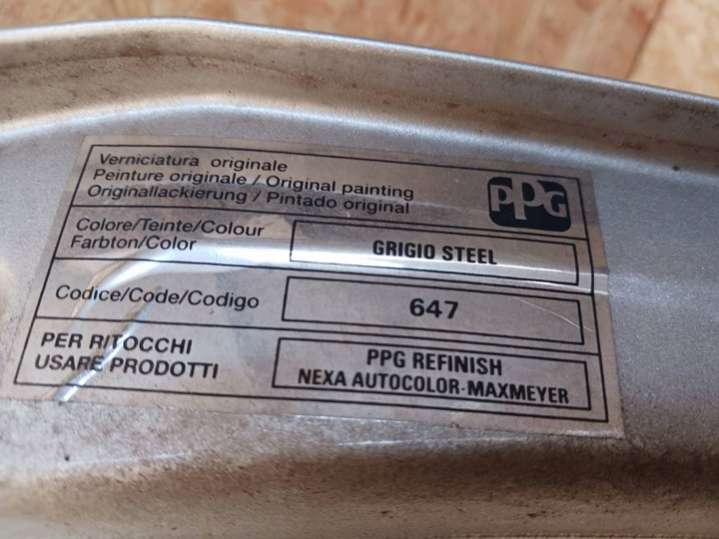 Verniciatura originale
Peinture originale / Original painting
Originallackierung / Pintado original
PPG
Colore/Teinte/Colour
Farbton/Color
GRIGIO STEEL
Codice/Code/Codigo
647
PER RITOCCHI
USARE PRODOTTI
PPG REFINISH
NEXA AUTOCOLOR-MAXMEYER